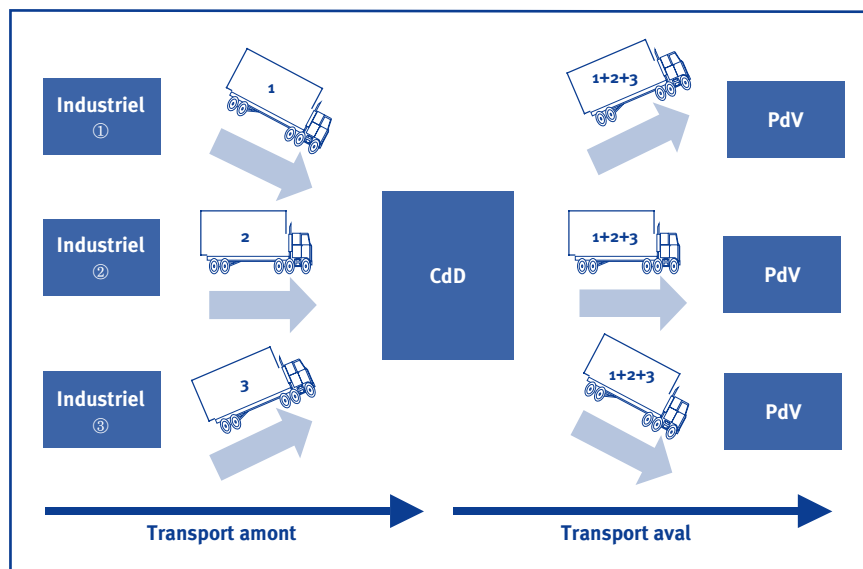 Industriel
①
1
1+2+3
PdV
Industriel
②
2
CdD
1+2+3
PdV
Industriel
③
3
1+2+3
PdV
Transport amont
Transport aval